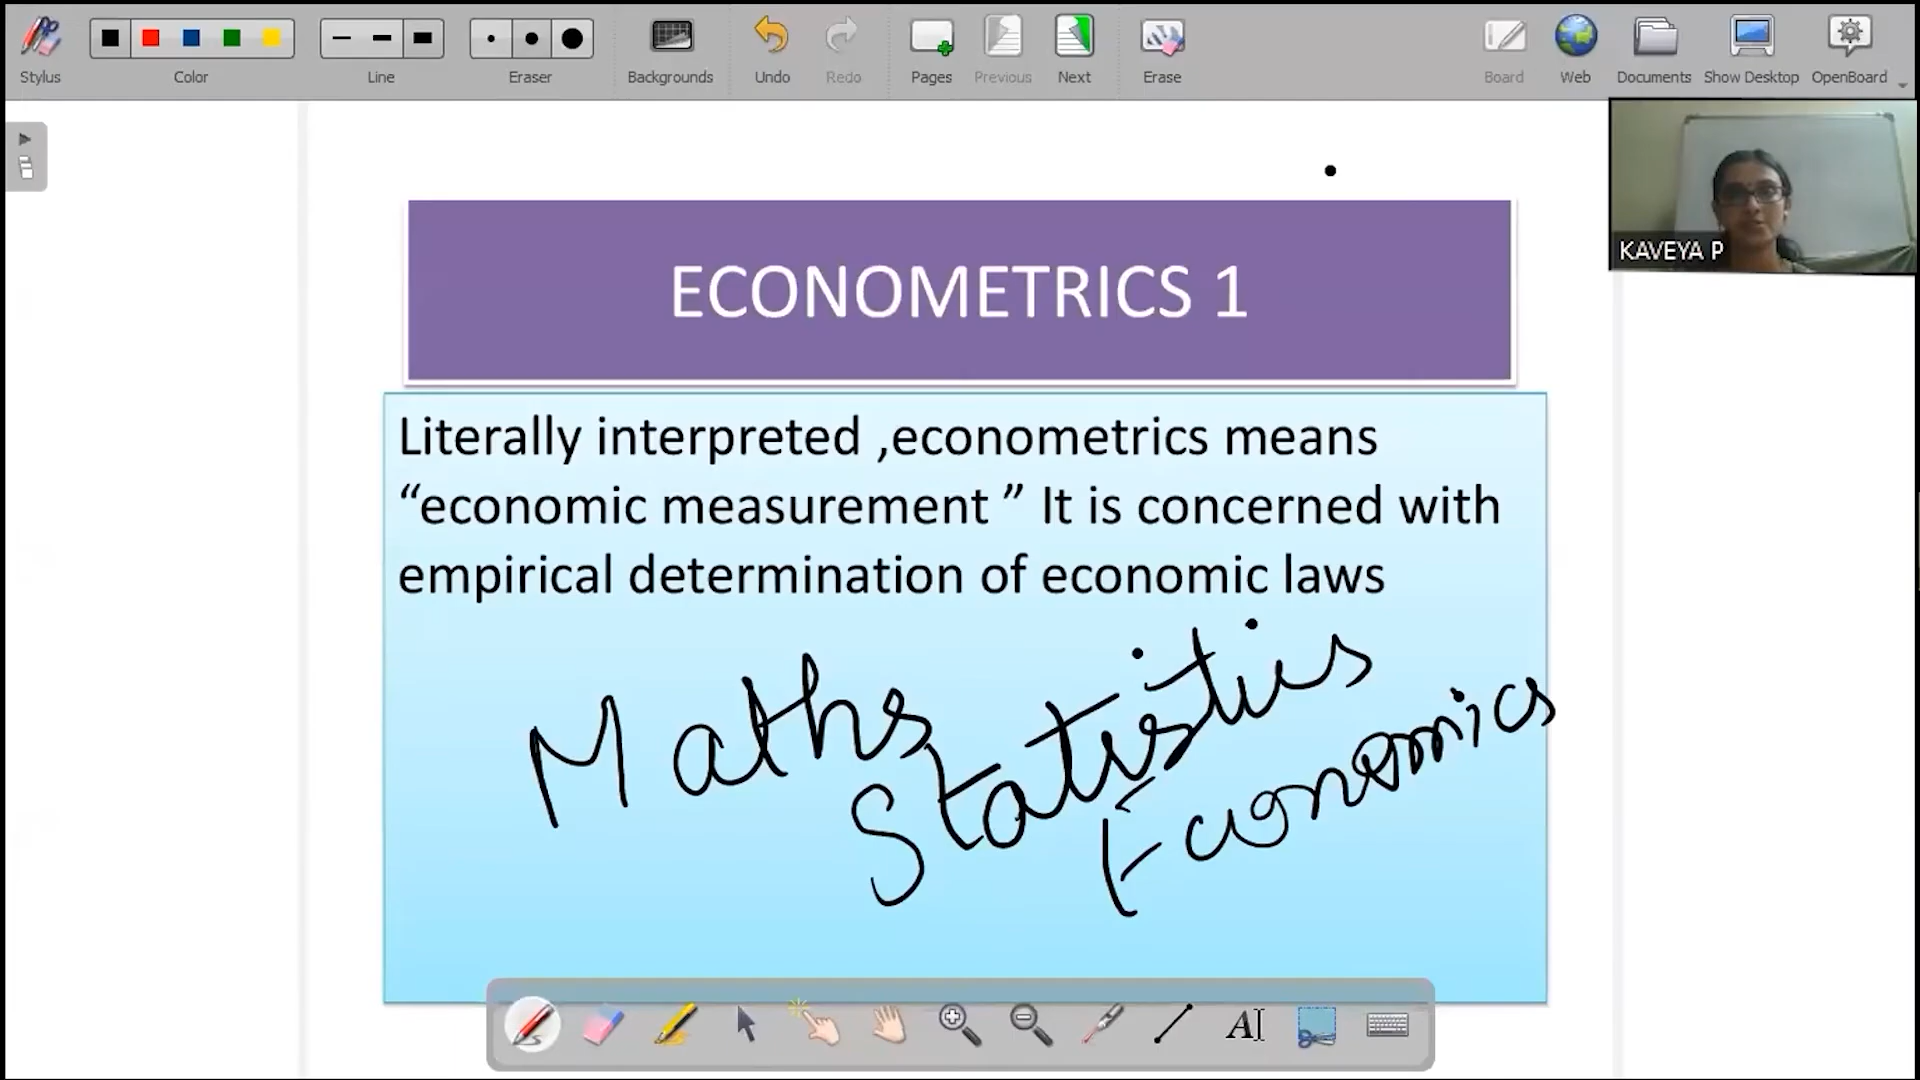 Stylus
Color
Line
Eraser
Backgrounds
Undo
Redo
Pages
Previous
Next
Erase
Board
Web
Documents
Show Desktop
OpenBoard
KAVEYA P
ECONOMETRICS 1
Literally interpreted ,econometrics means
“economic measurement ” It is concerned with
empirical determination of economic laws
Maths
Statistics
Economics
AI